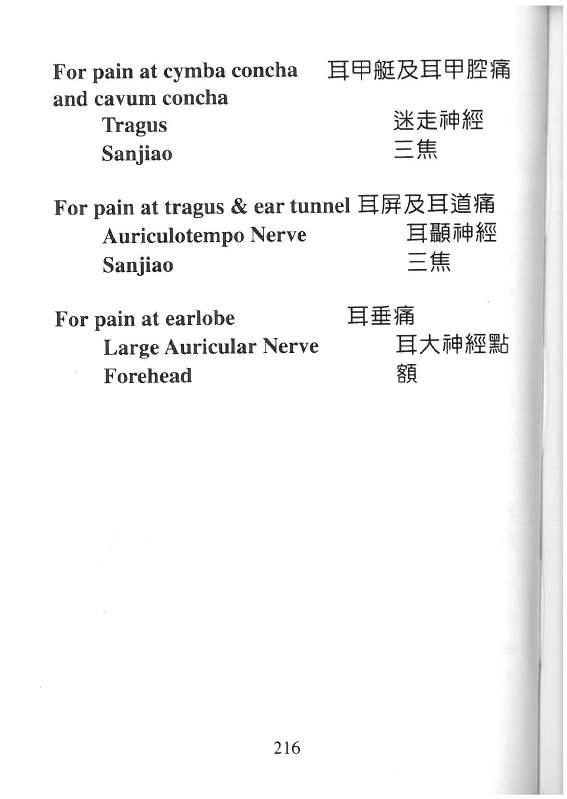 For pain at cymba concha 耳甲艇及耳甲腔痛
and cavum concha
Tragus 迷走神經
Sanjiao 三焦
For pain at tragus & ear tunnel 耳屏及耳道痛
Auriculotempo Nerve 耳顳神經
Sanjiao 三焦
For pain at earlobe 耳垂痛
Large Auricular Nerve 耳大神經點
Forehead 額
216